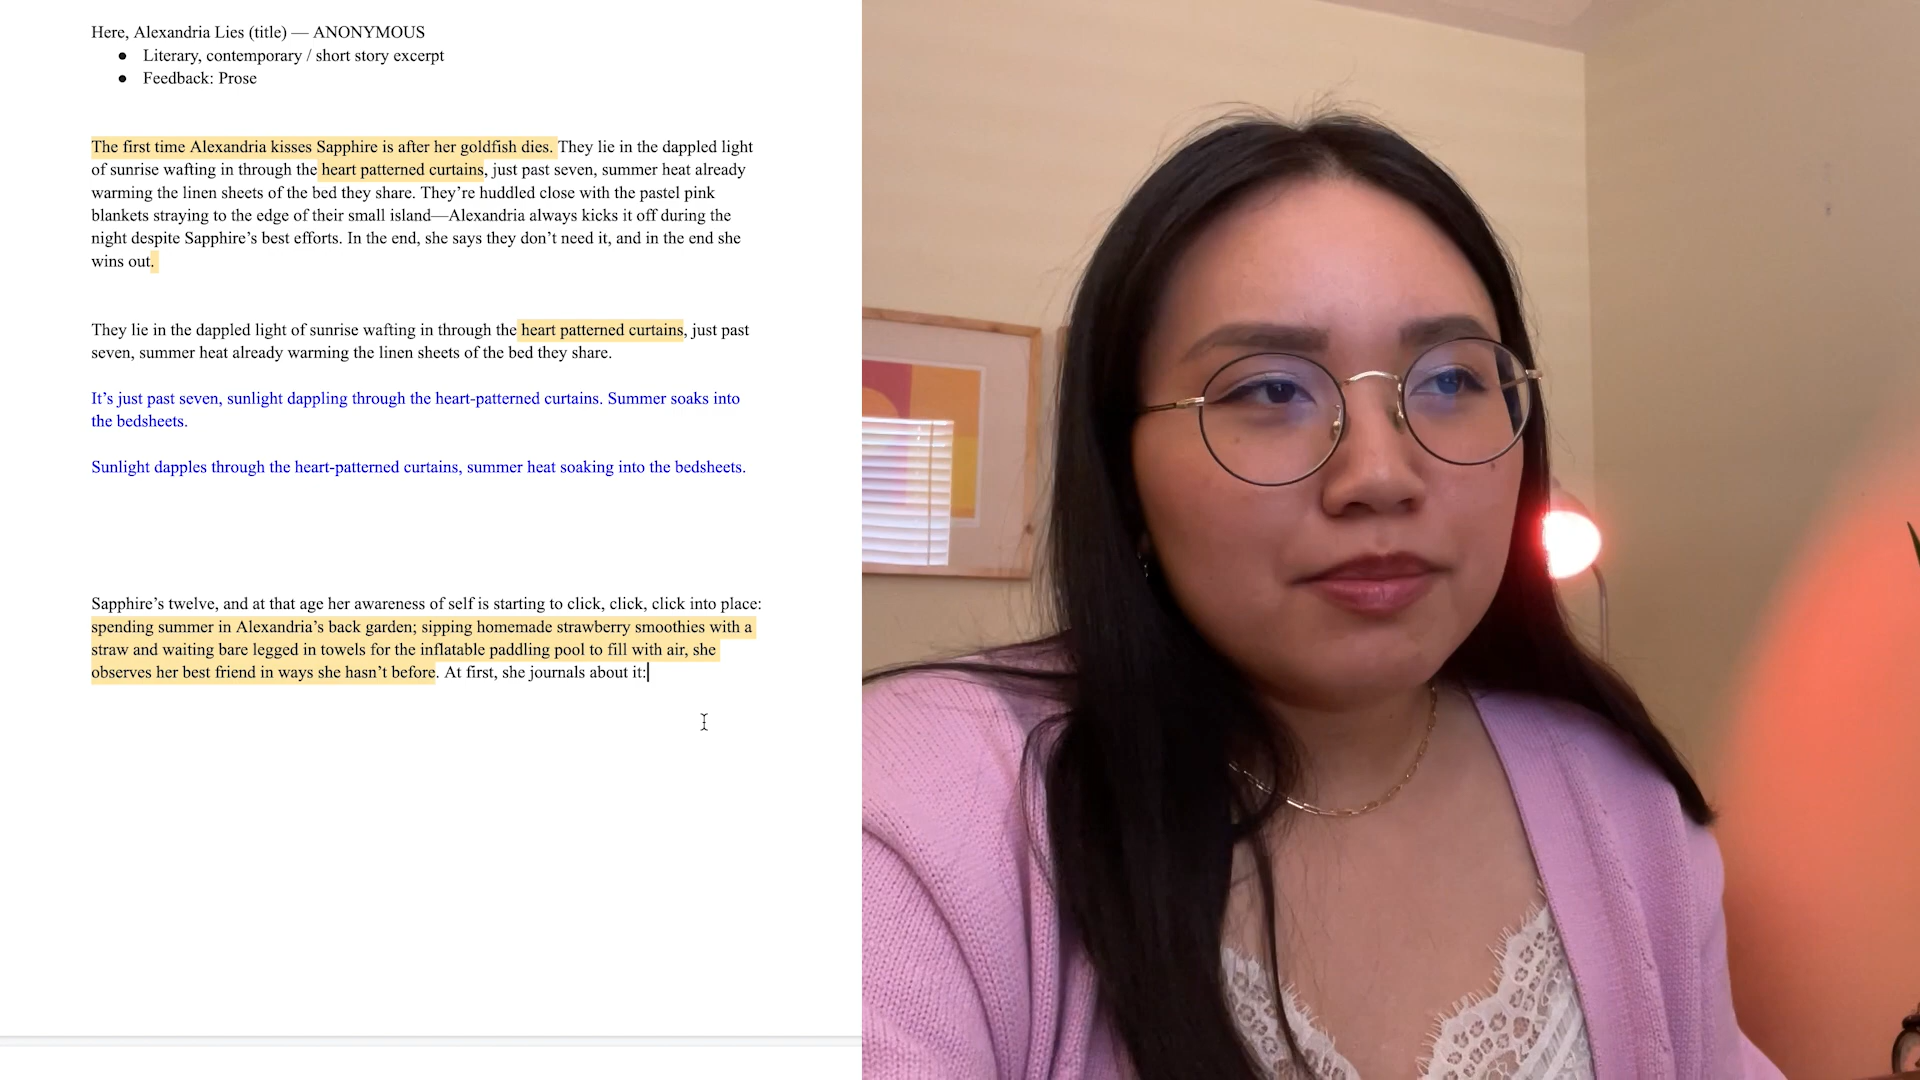 Here, Alexandria Lies (title) — ANONYMOUS
● Literary, contemporary / short story excerpt
● Feedback: Prose
The first time Alexandria kisses Sapphire is after her goldfish dies. They lie in the dappled light
of sunrise wafting in through the heart patterned curtains, just past seven, summer heat already
warming the linen sheets of the bed they share. They’re huddled close with the pastel pink
blankets straying to the edge of their small island—Alexandria always kicks it off during the
night despite Sapphire’s best efforts. In the end, she says they don’t need it, and in the end she
wins out.
They lie in the dappled light of sunrise wafting in through the heart patterned curtains, just past
seven, summer heat already warming the linen sheets of the bed they share.
It’s just past seven, sunlight dappling through the heart-patterned curtains. Summer soaks into
the bedsheets.
Sunlight dapples through the heart-patterned curtains, summer heat soaking into the bedsheets.
Sapphire’s twelve, and at that age her awareness of self is starting to click, click, click into place:
spending summer in Alexandria’s back garden; sipping homemade strawberry smoothies with a
straw and waiting bare legged in towels for the inflatable paddling pool to fill with air, she
observes her best friend in ways she hasn’t before. At first, she journals about it: